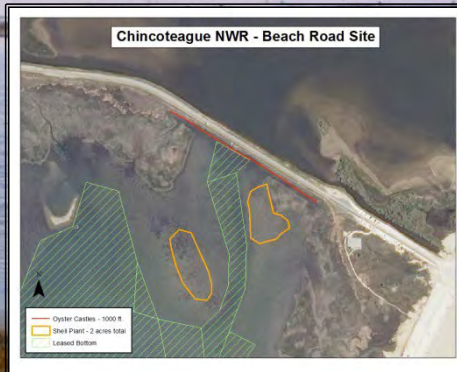 Chincoteague NWR - Beach Road Site
N
Oyster Castles - 1000 ft.
Shell Plant - 2 acres total
Leased Bottom